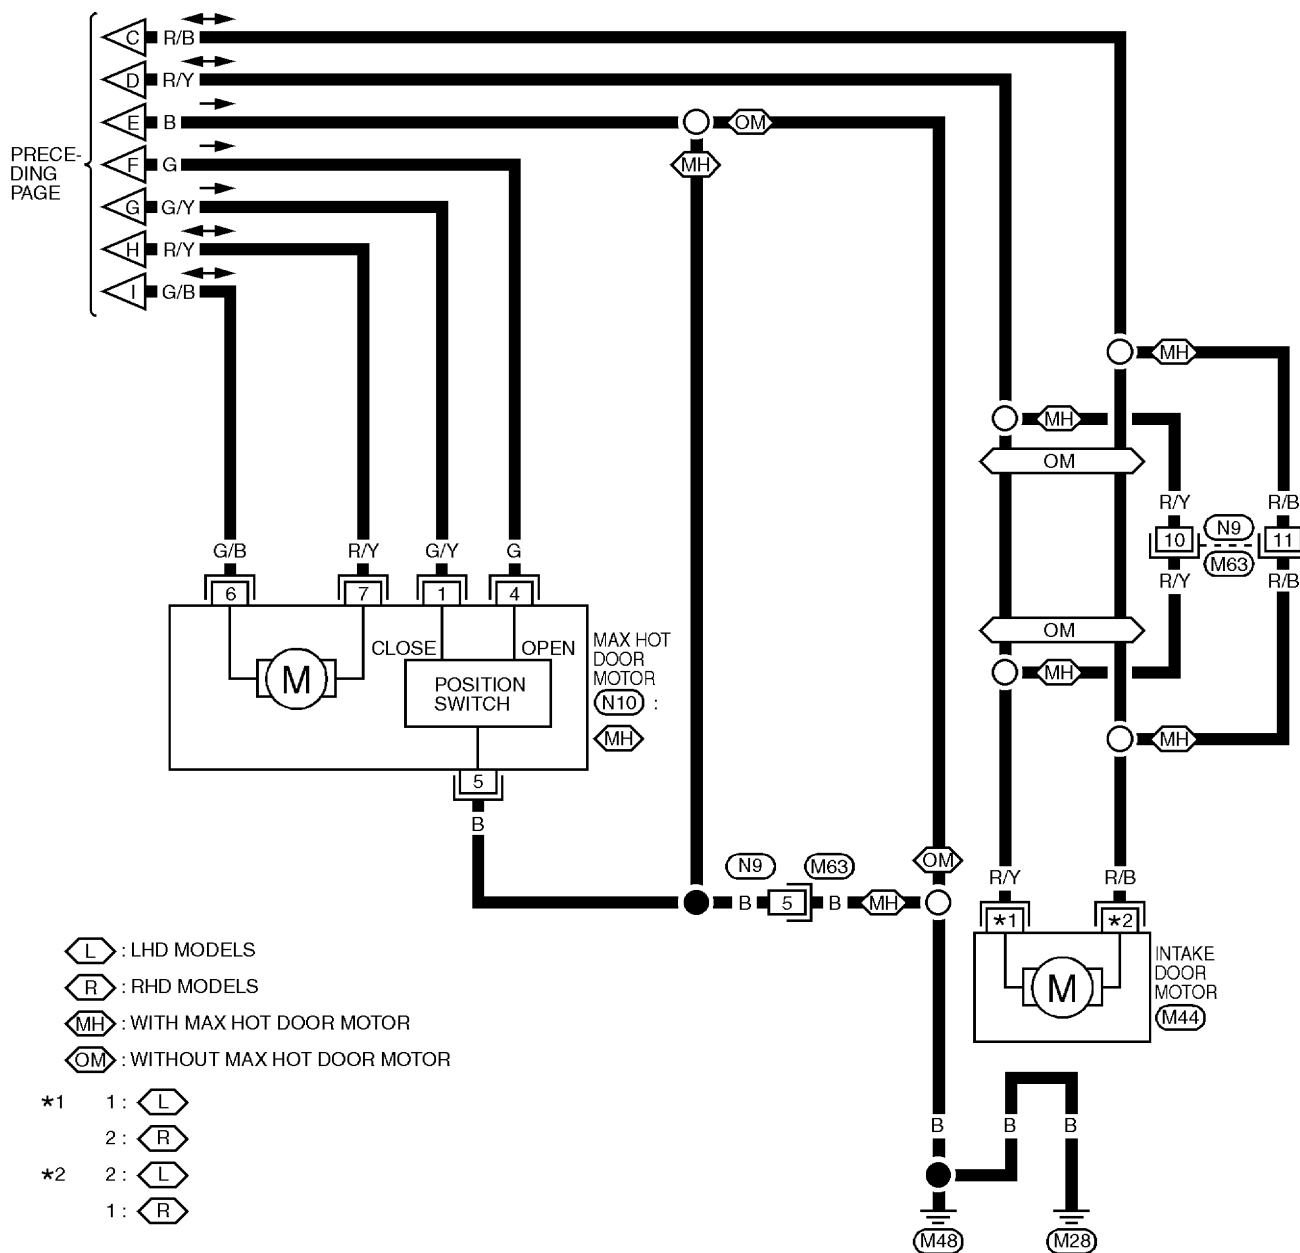 PRECE-
DING
PAGE
C R/B
D R/Y
E B
F G
G G/Y
H R/Y
I G/B
OM
MH
MH
MH
OM
R/Y
R/B
10
N9
M63
11
R/Y
R/B
OM
MH
MH
G/B
R/Y
G/Y
G
6
7
1
4
CLOSE
OPEN
M
POSITION
SWITCH
MAX HOT
DOOR
MOTOR
N10 :
MH
5
B
N9
M63
OM
B
5
B
MH
R/Y
R/B
*1
*2
M
INTAKE
DOOR
MOTOR
M44
L : LHD MODELS
R : RHD MODELS
MH : WITH MAX HOT DOOR MOTOR
OM : WITHOUT MAX HOT DOOR MOTOR
*1 1 : L
2 : R
*2 2 : L
1 : R
B
B
B
M48
M28